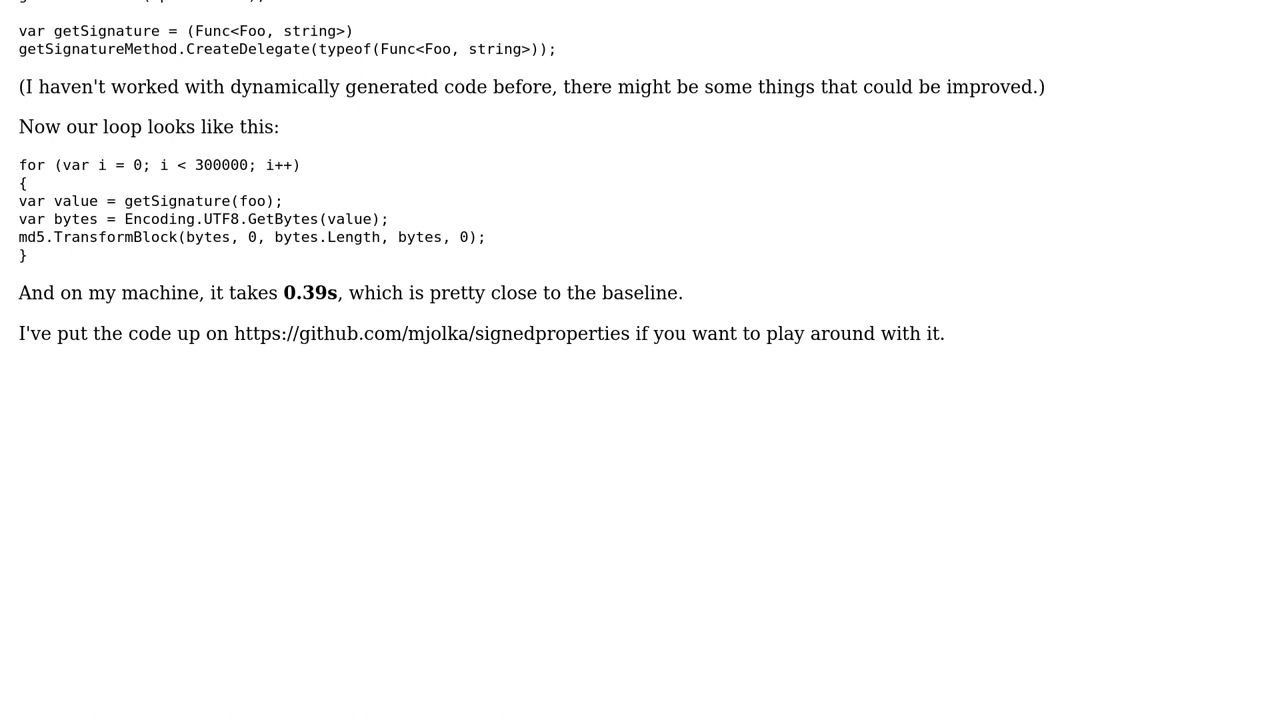 var getSignature = (Func<Foo, string>)
getSignatureMethod.CreateDelegate(typeof(Func<Foo, string>));
(I haven't worked with dynamically generated code before, there might be some things that could be improved.)
Now our loop looks like this:
for (var i = 0; i < 300000; i++)
{
var value = getSignature(foo);
var bytes = Encoding.UTF8.GetBytes(value);
md5.TransformBlock(bytes, 0, bytes.Length, bytes, 0);
}
And on my machine, it takes 0.39s, which is pretty close to the baseline.
I've put the code up on https://github.com/mjolka/signedproperties if you want to play around with it.